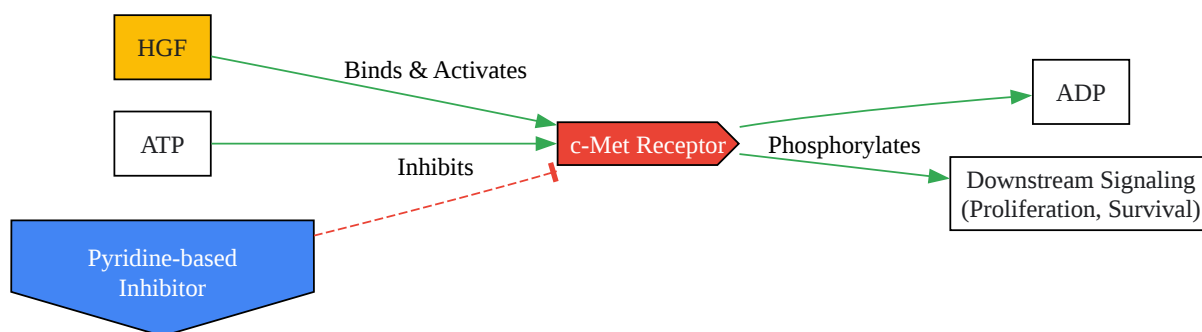 HGF
Binds & Activates
ATP
Inhibits
c-Met Receptor
Phosphorylates
ADP
Downstream Signaling
(Proliferation, Survival)
Pyridine-based
Inhibitor